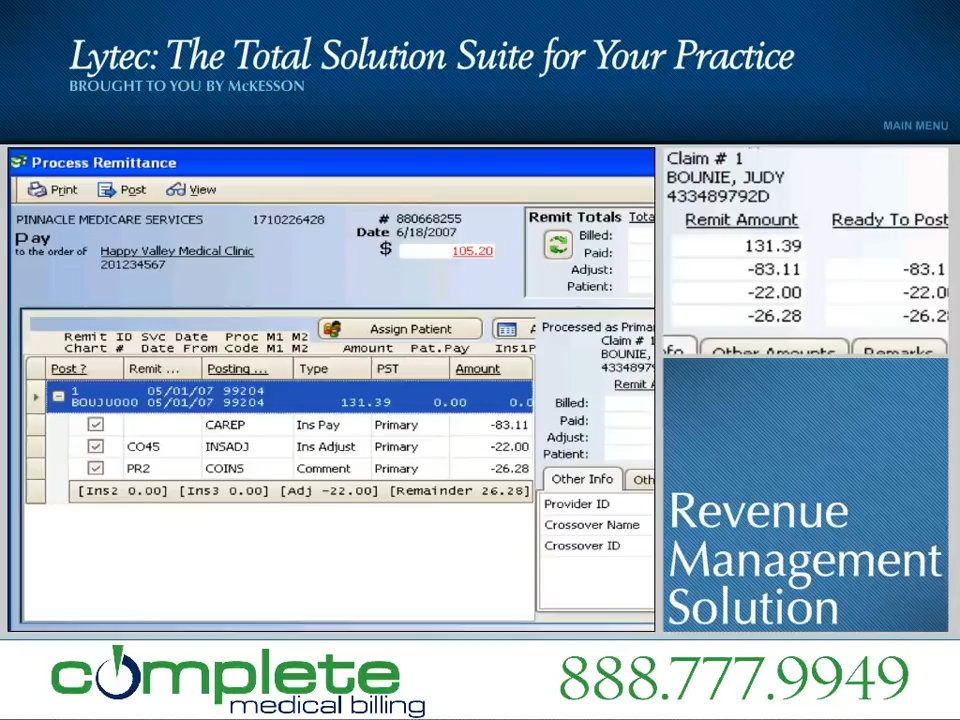 Lytec: The Total Solution Suite for Your Practice
BROUGHT TO YOU BY McKESSON
MAIN MENU
Process Remittance
Print Post View
PINNACLE MEDICARE SERVICES 1710226428 # 880668255
Date 6/18/2007
Pay
to the order of Happy Valley Medical Clinic $ 105.20
201234567
Remit Totals
Billed:
Paid:
Adjust:
Patient:
Assign Patient
Remit ID Svc Date Proc M1 M2
Chart # Date From Code M1 M2 Amount Pat.Pay
Post ? Remit ... Posting ... Type PST Amount
1 05/01/07 99204
BOUJU000 05/01/07 99204 131.39 0.00
CAREP Ins Pay Primary -83.11
CO45 INSADJ Ins Adjust Primary -22.00
PR2 COINS Comment Primary -26.28
[Ins2 0.00] [Ins3 0.00] [Adj -22.00] [Remainder 26.28]
Processed as Primar
Claim #
BOUNIE,
Billed:
Paid:
Adjust:
Patient:
Other Info
Provider ID
Crossover Name
Crossover ID
Claim # 1
BOUNIE, JUDY
433489792D
Remit Amount Ready To Post
131.39
-83.11 -83.1
-22.00 -22.0
-26.28 -26.2
Other Amounts Remarks
Revenue
Management
Solution
complete
medical billing
888.777.9949